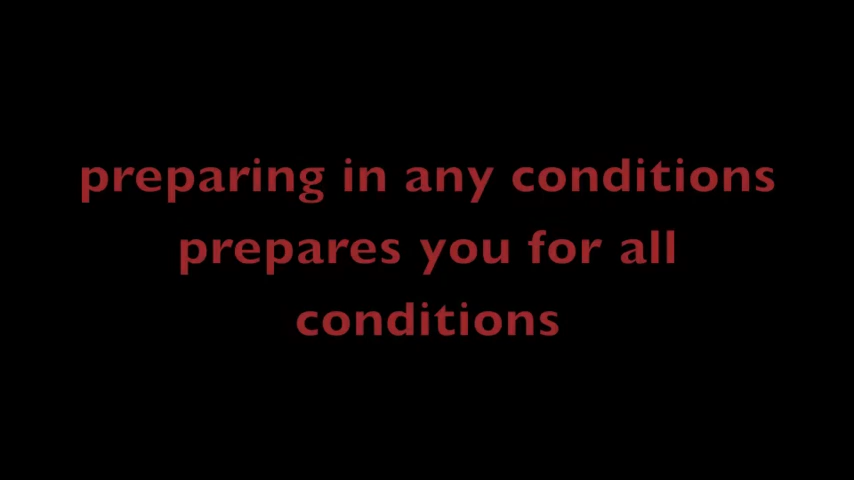 preparing in any conditions
prepares you for all
conditions